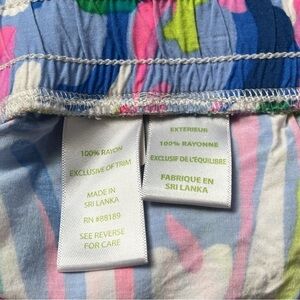 100% RAYON
EXCLUSIVE OF TRIM
MADE IN
SRI LANKA
RN #88189
SEE REVERSE
FOR CARE
EXTERIEUR
100% RAYONNE
EXCLUSIF DE L'ÉQUILIBRE
FABRIQUE EN
SRI LANKA